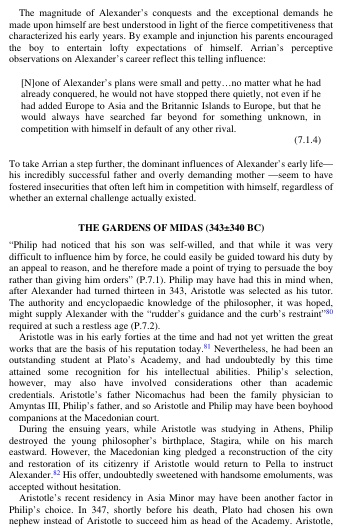 The magnitude of Alexander's conquests and the exceptional demands he
made upon himself are best understood in light of the fierce competitiveness that
characterized his early years. By example and injunction his parents encouraged
the boy to entertain lofty expectations of himself. Arrian's perceptive
observations on Alexander's career reflect this telling influence:
[N]one of Alexander's plans were small and petty…no matter what he had
already conquered, he would not have stopped there quietly, not even if he
had added Europe to Asia and the Britannic Islands to Europe, but that he
would always have searched far beyond for something unknown, in
competition with himself in default of any other rival.
(7.1.4)
To take Arrian a step further, the dominant influences of Alexander's early life—
his incredibly successful father and overly demanding mother —seem to have
fostered insecurities that often left him in competition with himself, regardless of
whether an external challenge actually existed.
THE GARDENS OF MIDAS (343±340 BC)
"Philip had noticed that his son was self-willed, and that while it was very
difficult to influence him by force, he could easily be guided toward his duty by
an appeal to reason, and he therefore made a point of trying to persuade the boy
rather than giving him orders" (P.7.1). Philip may have had this in mind when,
after Alexander had turned thirteen in 343, Aristotle was selected as his tutor.
The authority and encyclopaedic knowledge of the philosopher, it was hoped,
might supply Alexander with the "rudder's guidance and the curb's restraint"80
required at such a restless age (P.7.2).
Aristotle was in his early forties at the time and had not yet written the great
works that are the basis of his reputation today.81 Nevertheless, he had been an
outstanding student at Plato's Academy, and had undoubtedly by this time
attained some recognition for his intellectual abilities. Philip's selection,
however, may also have involved considerations other than academic
credentials. Aristotle's father Nicomachus had been the family physician to
Amyntas III, Philip's father, and so Aristotle and Philip may have been boyhood
companions at the Macedonian court.
During the ensuing years, while Aristotle was studying in Athens, Philip
destroyed the young philosopher's birthplace, Stagira, while on his march
eastward. However, the Macedonian king pledged a reconstruction of the city
and restoration of its citizenry if Aristotle would return to Pella to instruct
Alexander.82 His offer, undoubtedly sweetened with handsome emoluments, was
accepted without hesitation.
Aristotle's recent residency in Asia Minor may have been another factor in
Philip's choice. In 347, shortly before his death, Plato had chosen his own
nephew instead of Aristotle to succeed him as head of the Academy. Aristotle,